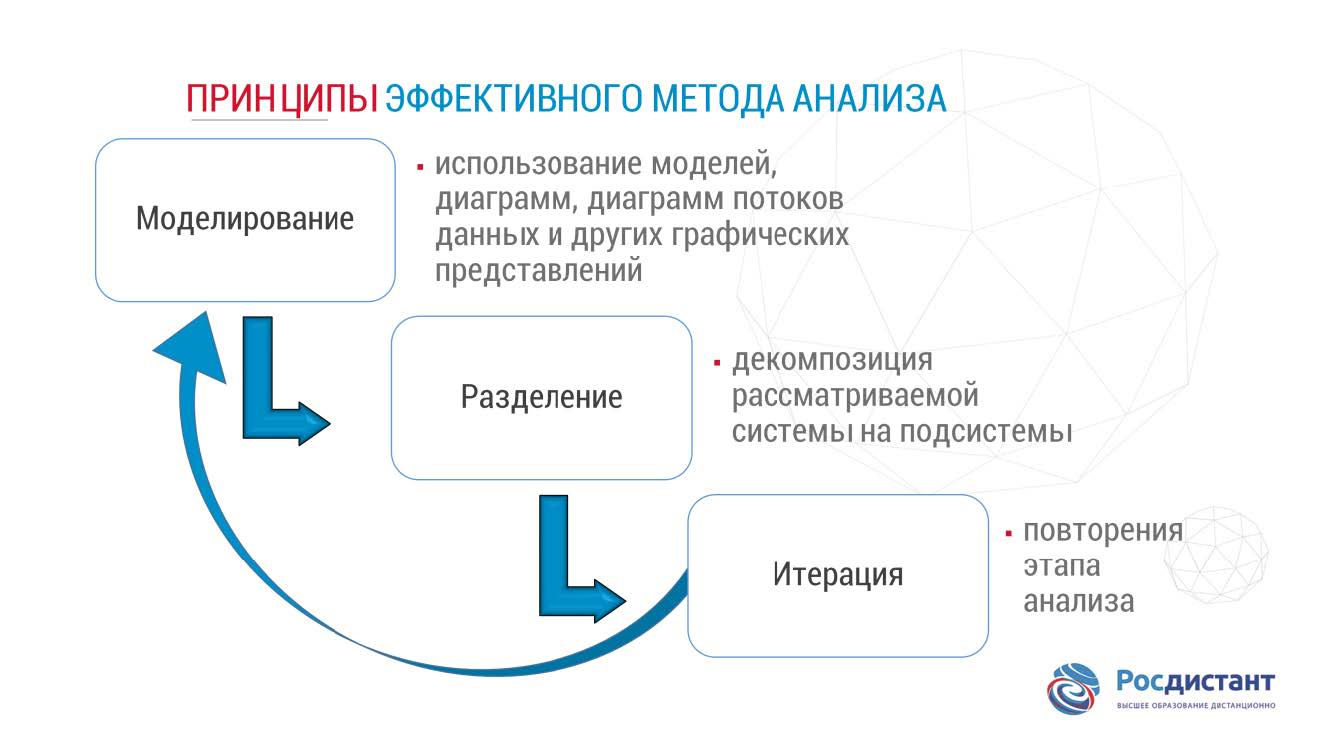 ПРИНЦИПЫ ЭФФЕКТИВНОГО МЕТОДА АНАЛИЗА
Моделирование
▪ использование моделей,
диаграмм, диаграмм потоков
данных и других графических
представлений
Разделение
▪ декомпозиция
рассматриваемой
системы на подсистемы
Итерация
▪ повторения
этапа
анализа
Росдистант
ВЫСШЕЕ ОБРАЗОВАНИЕ ДИСТАНЦИОННО